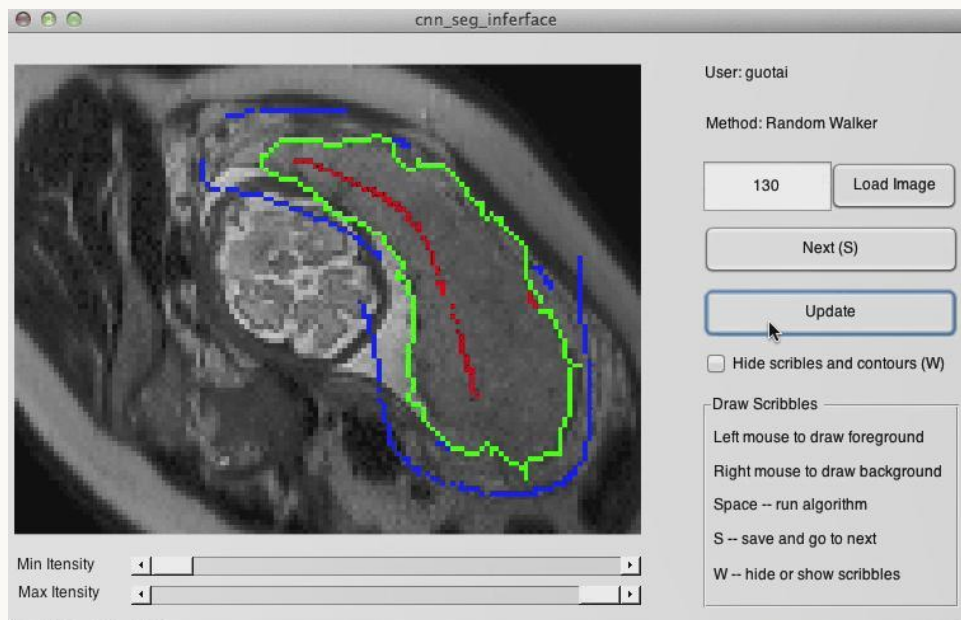 cnn_seg_inferface
User: guotai
Method: Random Walker
130
Load Image
Next (S)
Update
Hide scribles and contours (W)
Draw Scribbles
Left mouse to draw foreground
Right mouse to draw background
Space -- run algorithm
S -- save and go to next
W -- hide or show scribbles
Min Itensity
Max Itensity